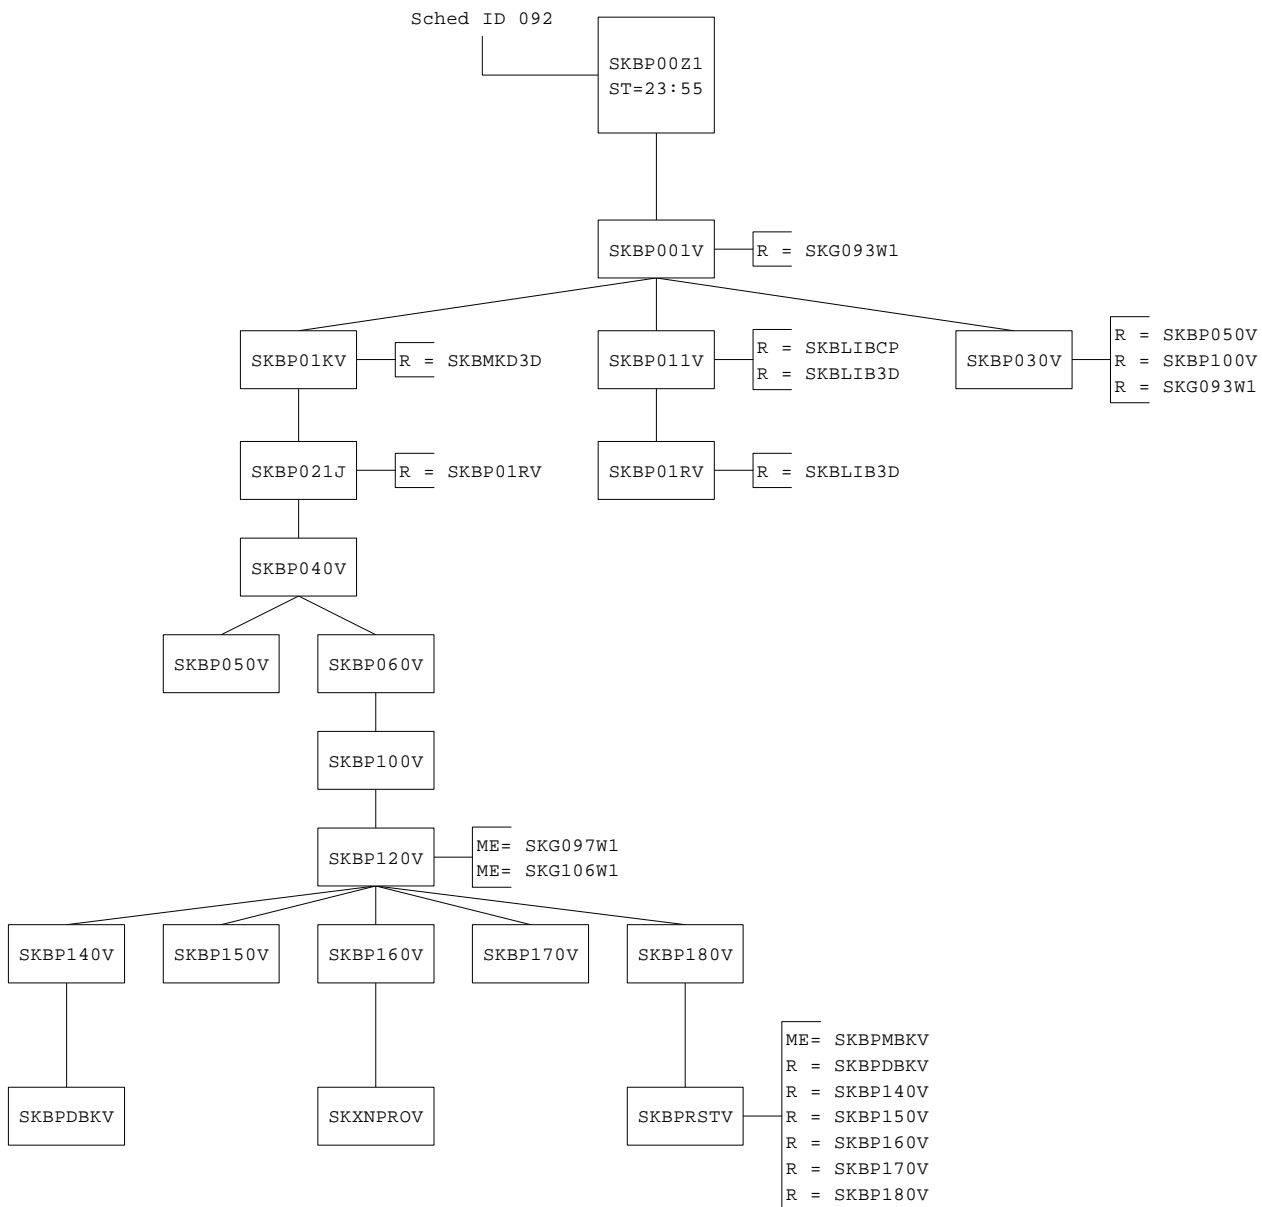 Sched ID 092
SKBP00Z1
ST=23:55
SKBP001V
R = SKG093W1
SKBP01KV
R = SKBMKD3D
SKBP011V
R = SKBLIBCP
R = SKBLIB3D
SKBP030V
R = SKBP050V
R = SKBP100V
R = SKG093W1
SKBP021J
R = SKBP01RV
SKBP01RV
R = SKBLIB3D
SKBP040V
SKBP050V
SKBP060V
SKBP100V
SKBP120V
ME= SKG097W1
ME= SKG106W1
SKBP140V
SKBP150V
SKBP160V
SKBP170V
SKBP180V
SKBPDBKV
SKXNPROV
SKBPRSTV
ME= SKBPMBKV
R = SKBPDBKV
R = SKBP140V
R = SKBP150V
R = SKBP160V
R = SKBP170V
R = SKBP180V